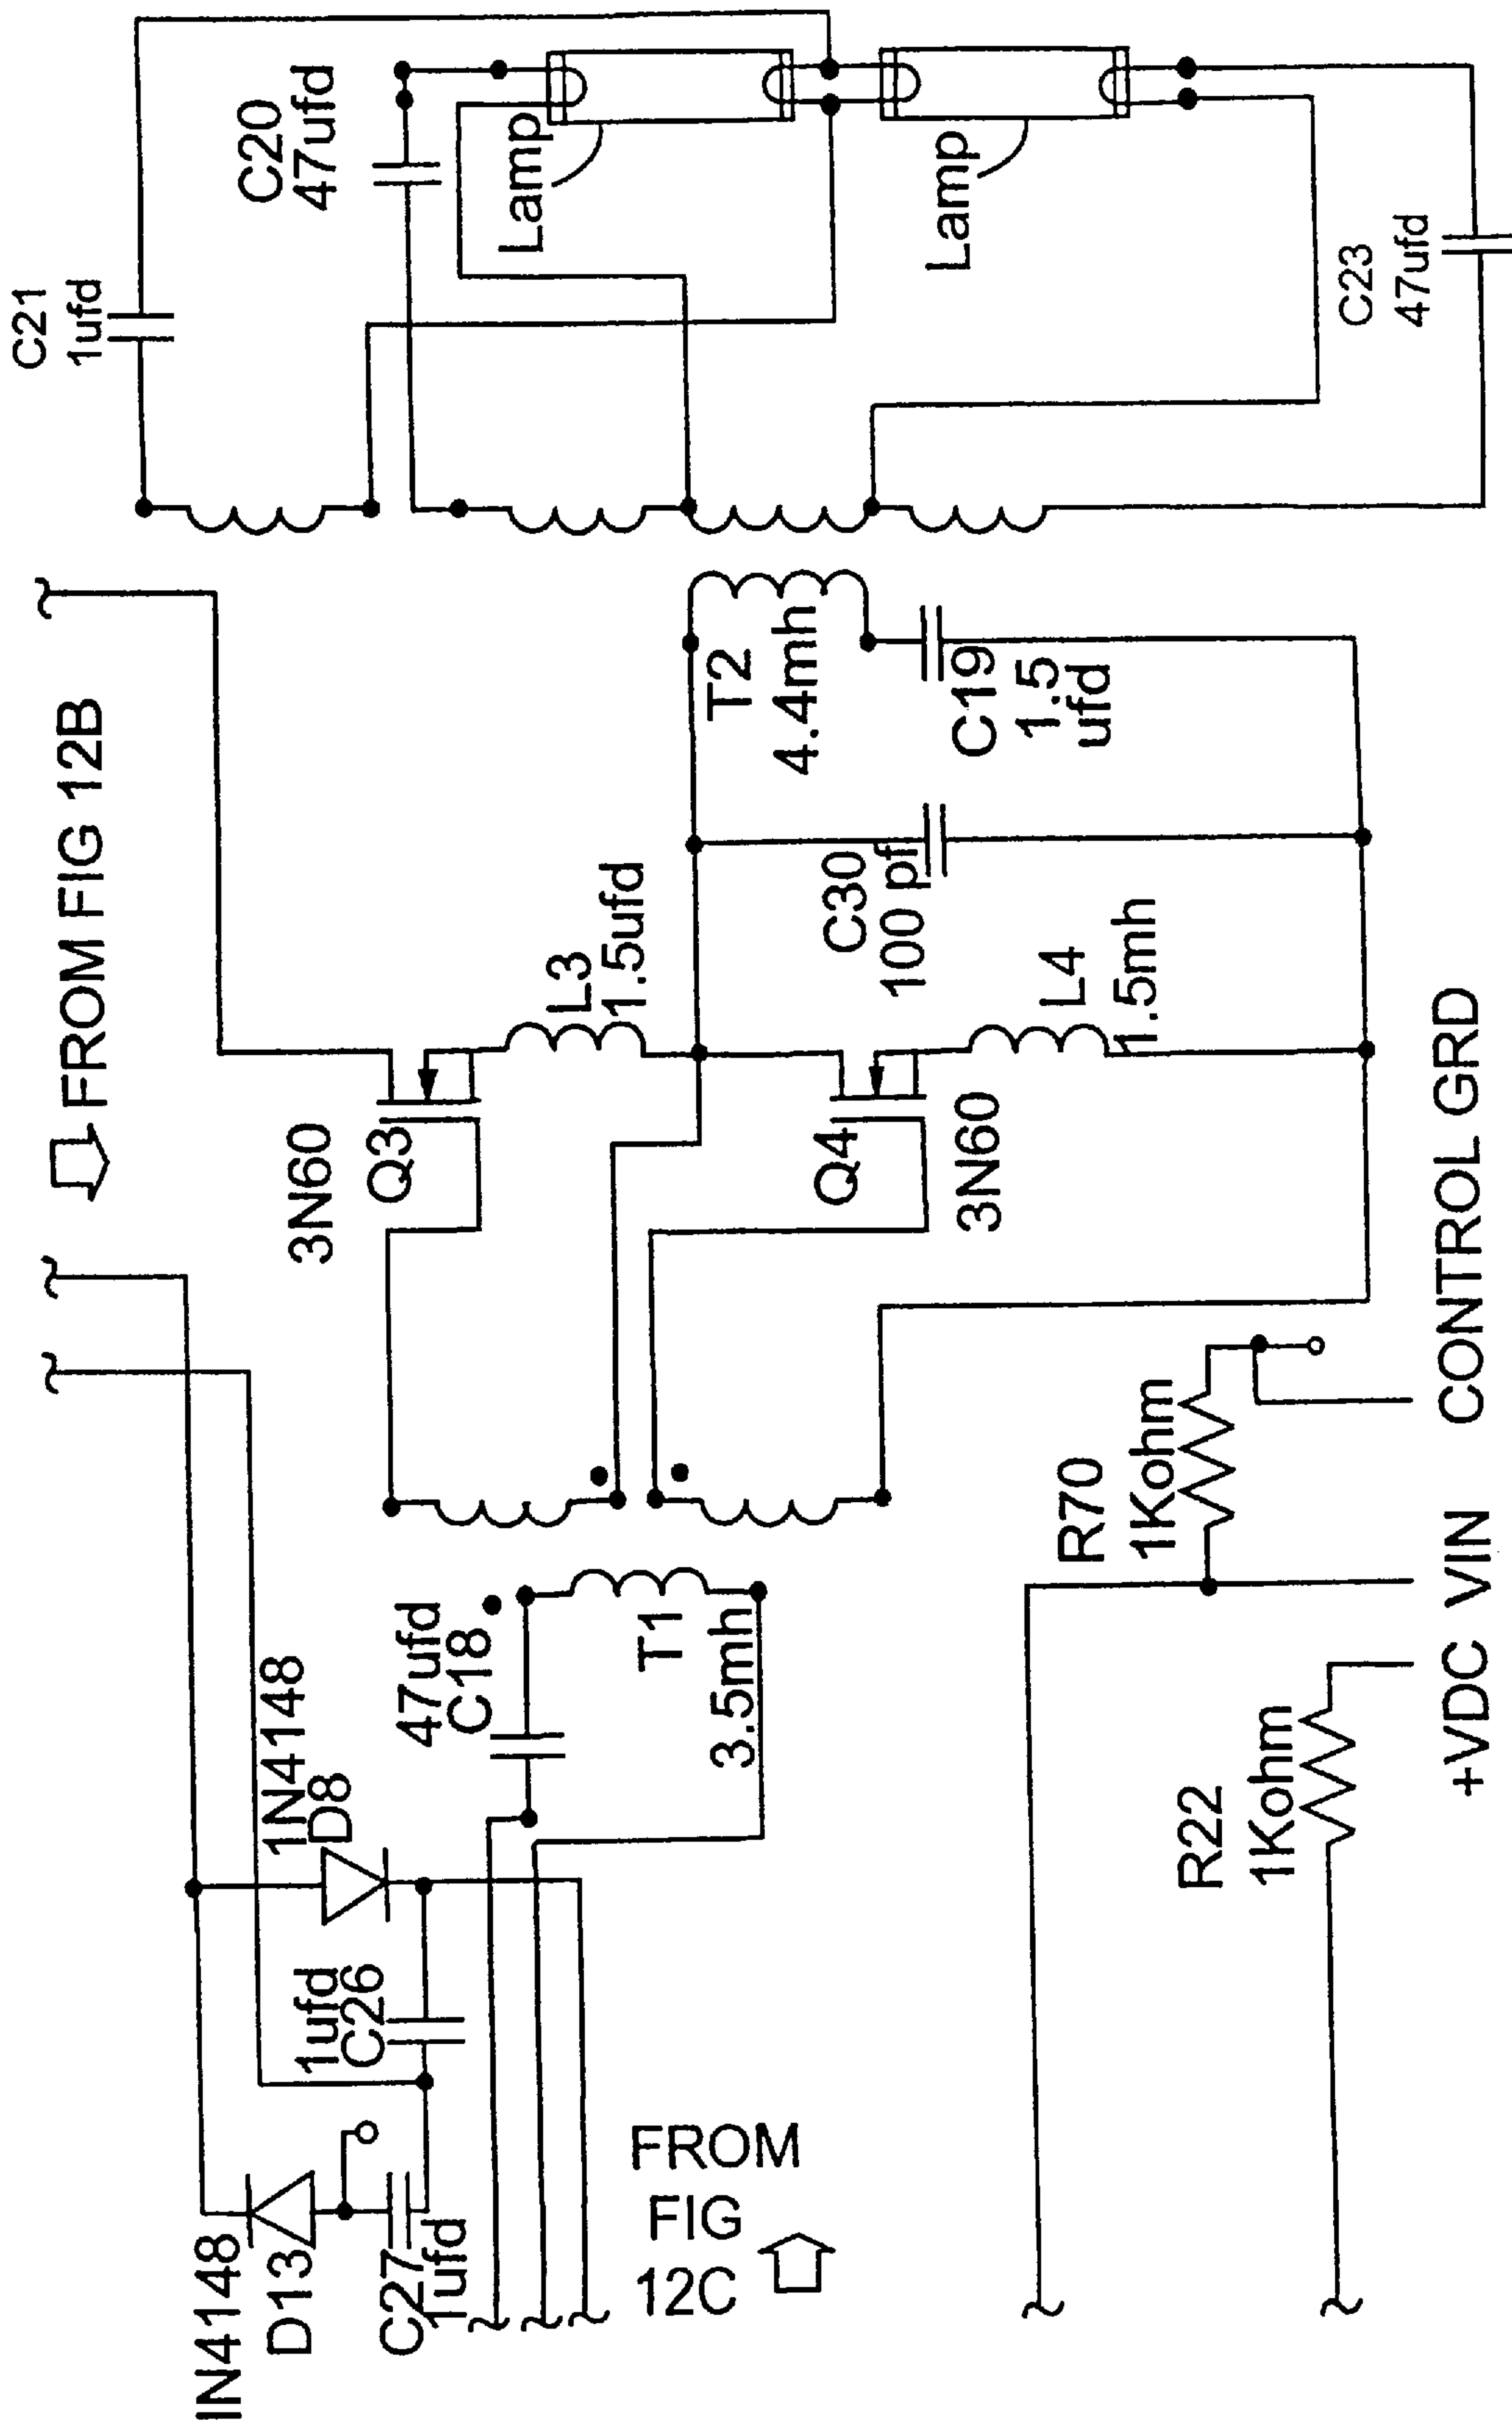 FROM FIG 12B
C21
1ufd
C20
47ufd
Lamp
Lamp
C23
47ufd
3N60
Q3
L3
1.5ufd
T2
4.4mh
C19
1.5
ufd
C30
100 pf
Q4
3N60
L4
1.5mh
1N4148
D8
47ufd
C18
T1
3.5mh
1ufd
C26
IN4148
D13
C27
1ufd
FROM
FIG
12C
R70
1Kohm
R22
1Kohm
+VDC VIN CONTROL GRD